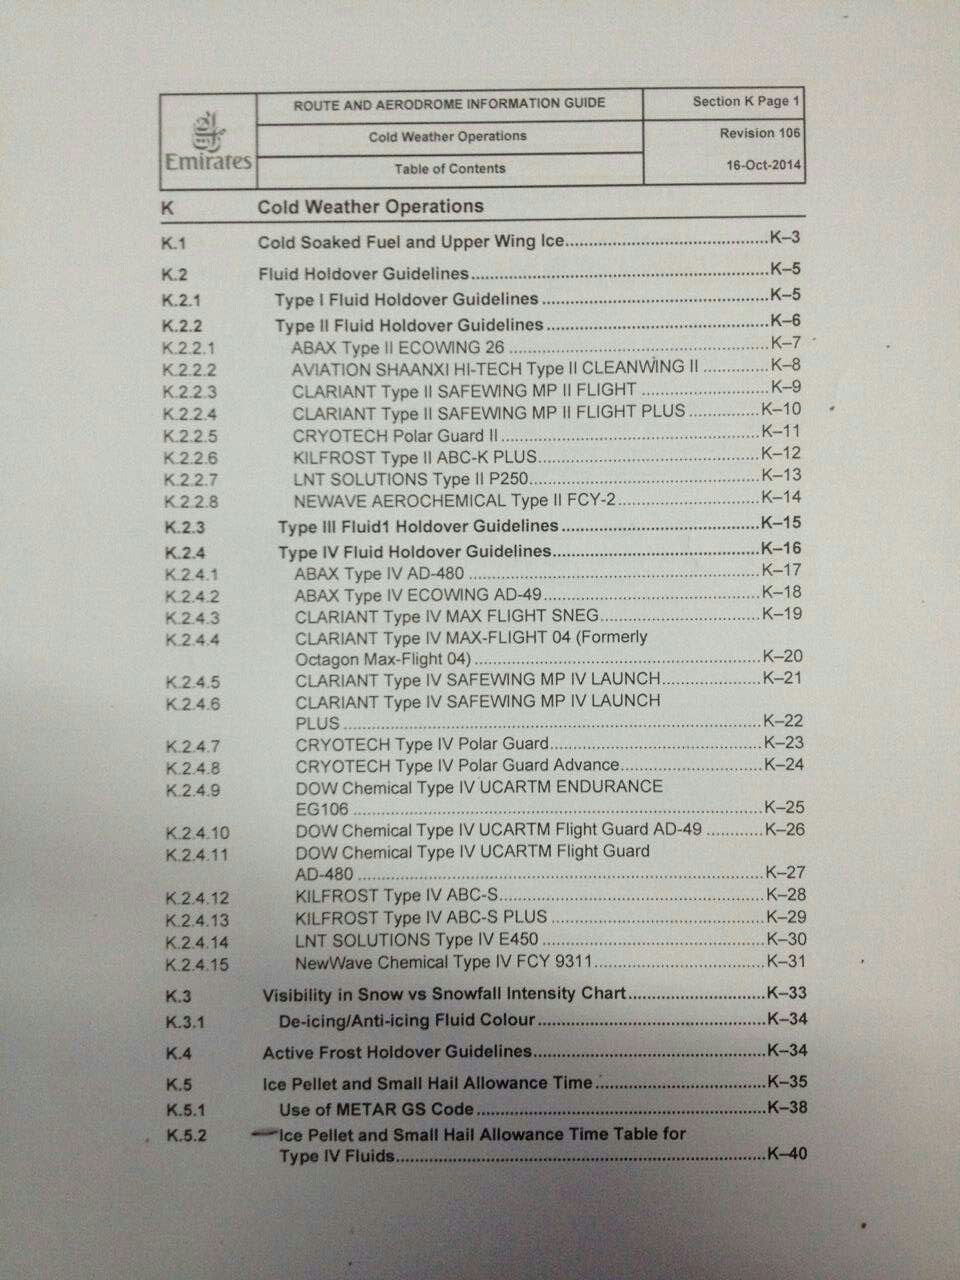 Emirates
ROUTE AND AERODROME INFORMATION GUIDE
Section K Page 1
Cold Weather Operations
Revision 106
Table of Contents
16-Oct-2014
K Cold Weather Operations
K.1 Cold Soaked Fuel and Upper Wing Ice K–3
K.2 Fluid Holdover Guidelines K–5
K.2.1 Type I Fluid Holdover Guidelines K–5
K.2.2 Type II Fluid Holdover Guidelines K–6
K.2.2.1 ABAX Type II ECOWING 26 K–7
K.2.2.2 AVIATION SHAANXI HI-TECH Type II CLEANWING II K–8
K.2.2.3 CLARIANT Type II SAFEWING MP II FLIGHT K–9
K.2.2.4 CLARIANT Type II SAFEWING MP II FLIGHT PLUS K–10
K.2.2.5 CRYOTECH Polar Guard II K–11
K.2.2.6 KILFROST Type II ABC-K PLUS K–12
K.2.2.7 LNT SOLUTIONS Type II P250 K–13
K.2.2.8 NEWAVE AEROCHEMICAL Type II FCY-2 K–14
K.2.3 Type III Fluid1 Holdover Guidelines K–15
K.2.4 Type IV Fluid Holdover Guidelines K–16
K.2.4.1 ABAX Type IV AD-480 K–17
K.2.4.2 ABAX Type IV ECOWING AD-49 K–18
K.2.4.3 CLARIANT Type IV MAX FLIGHT SNEG K–19
K.2.4.4 CLARIANT Type IV MAX-FLIGHT 04 (Formerly
Octagon Max-Flight 04) K–20
K.2.4.5 CLARIANT Type IV SAFEWING MP IV LAUNCH K–21
K.2.4.6 CLARIANT Type IV SAFEWING MP IV LAUNCH
PLUS K–22
K.2.4.7 CRYOTECH Type IV Polar Guard K–23
K.2.4.8 CRYOTECH Type IV Polar Guard Advance K–24
K.2.4.9 DOW Chemical Type IV UCARTM ENDURANCE
EG106 K–25
K.2.4.10 DOW Chemical Type IV UCARTM Flight Guard AD-49 K–26
K.2.4.11 DOW Chemical Type IV UCARTM Flight Guard
AD-480 K–27
K.2.4.12 KILFROST Type IV ABC-S K–28
K.2.4.13 KILFROST Type IV ABC-S PLUS K–29
K.2.4.14 LNT SOLUTIONS Type IV E450 K–30
K.2.4.15 NewWave Chemical Type IV FCY 9311 K–31
K.3 Visibility in Snow vs Snowfall Intensity Chart K–33
K.3.1 De-icing/Anti-icing Fluid Colour K–34
K.4 Active Frost Holdover Guidelines K–34
K.5 Ice Pellet and Small Hail Allowance Time K–35
K.5.1 Use of METAR GS Code K–38
K.5.2 Ice Pellet and Small Hail Allowance Time Table for
Type IV Fluids K–40